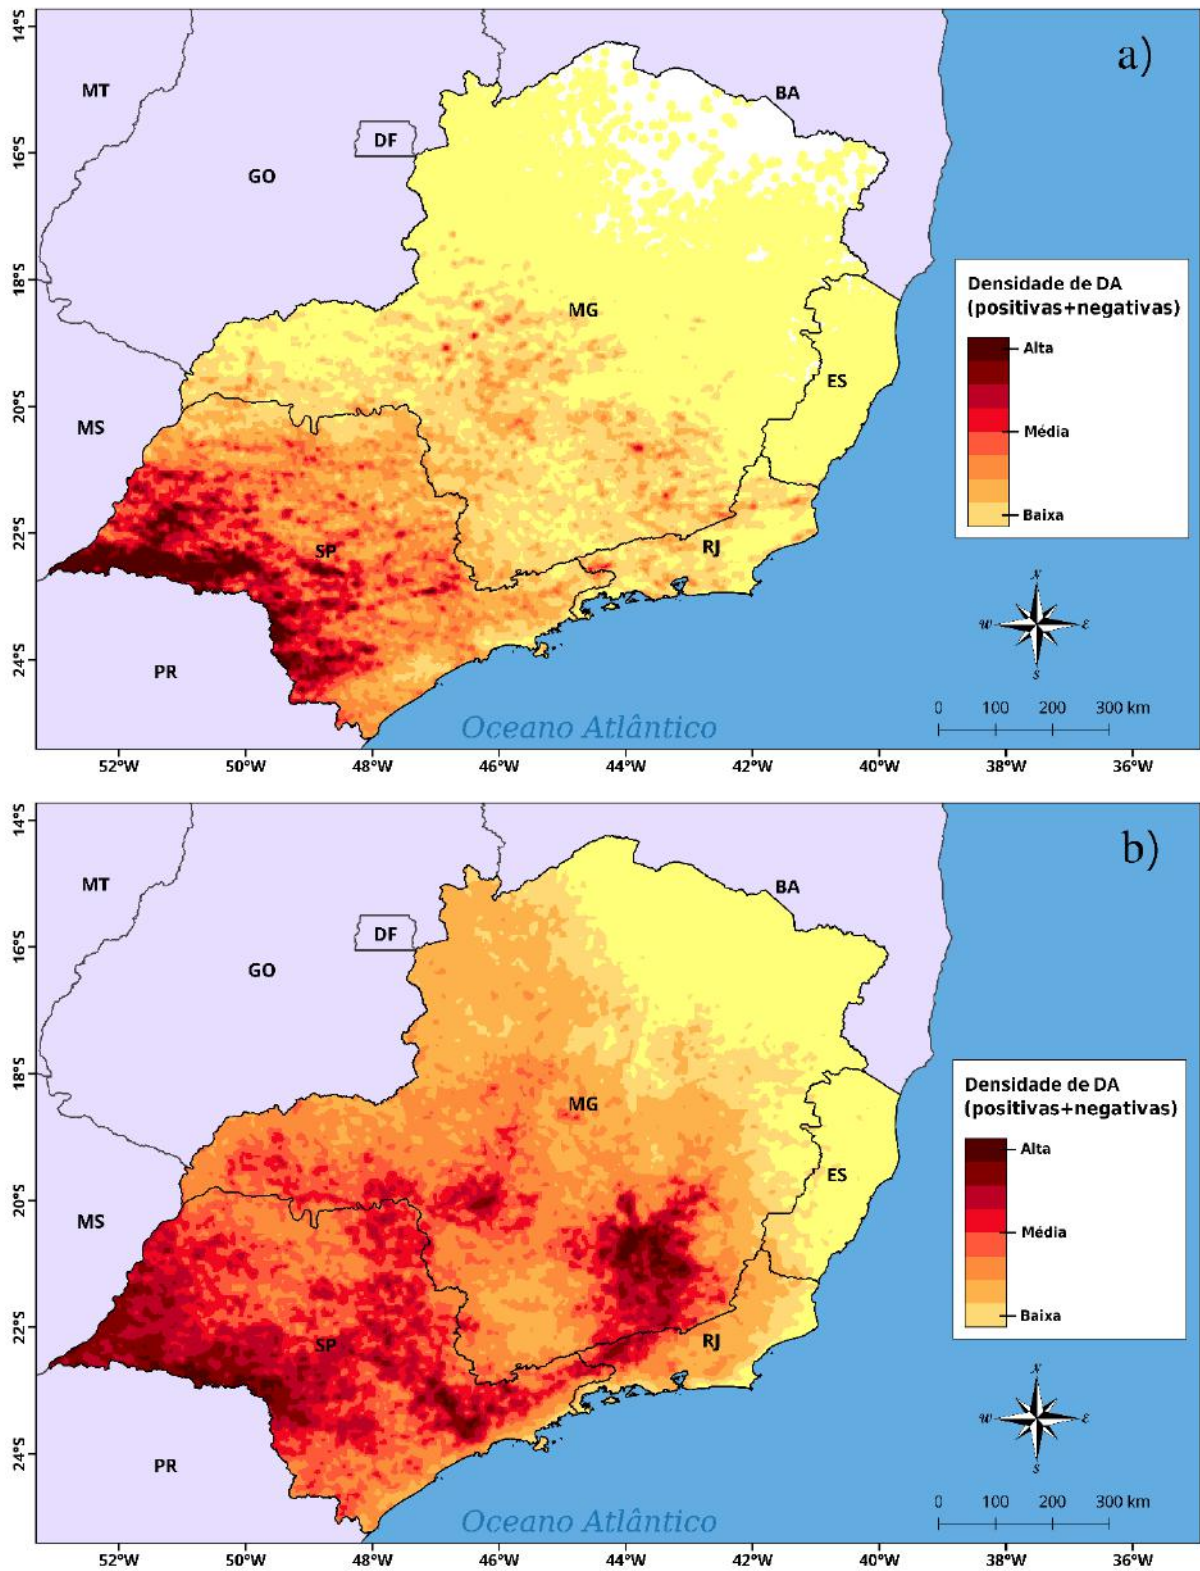 a)
14°S
MT
BA
DF
16°S
GO
18°S
MG
Densidade de DA
(positivas+negativas)
Alta
Média
Baixa
ES
20°S
MS
22°S
SP
RJ
N
W
E
S
24°S
PR
0 100 200 300 km
Oceano Atlântico
52°W 50°W 48°W 46°W 44°W 42°W 40°W 38°W 36°W
b)
14°S
MT
BA
DF
16°S
GO
18°S
MG
Densidade de DA
(positivas+negativas)
Alta
Média
Baixa
ES
20°S
MS
22°S
SP
RJ
N
W
E
S
24°S
PR
0 100 200 300 km
Oceano Atlântico
52°W 50°W 48°W 46°W 44°W 42°W 40°W 38°W 36°W